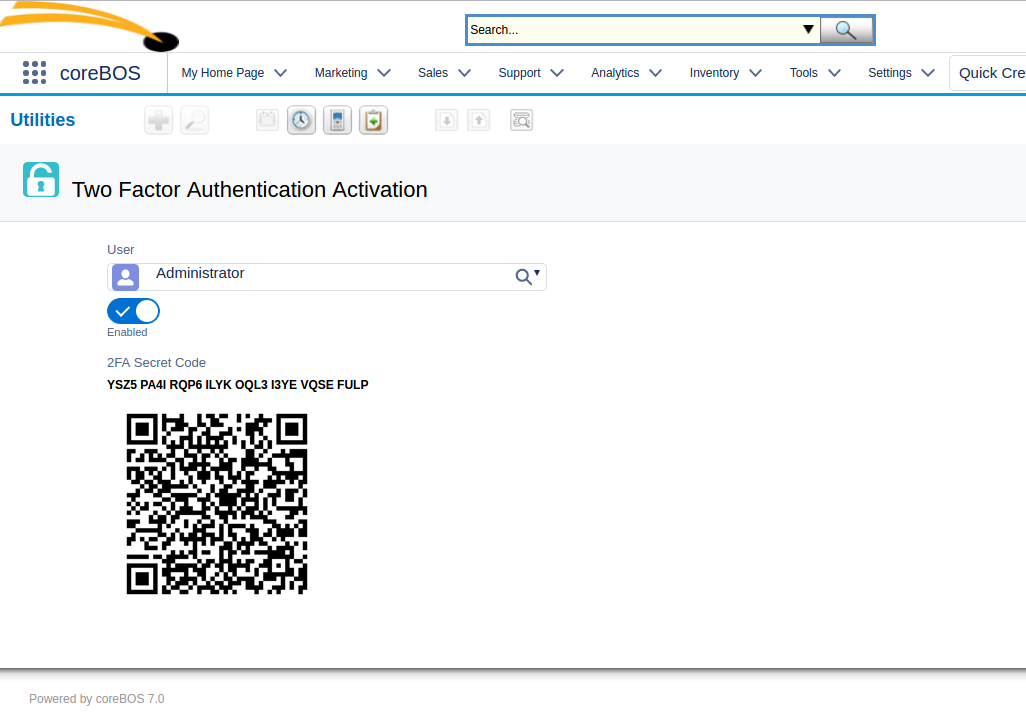 Search...
coreBOS
My Home Page Marketing Sales Support Analytics Inventory Tools Settings Quick Cre
Utilities
Two Factor Authentication Activation
User
Administrator
Enabled
2FA Secret Code
YSZ5 PA4I RQP6 ILYK OQL3 I3YE VQSE FULP
Powered by coreBOS 7.0